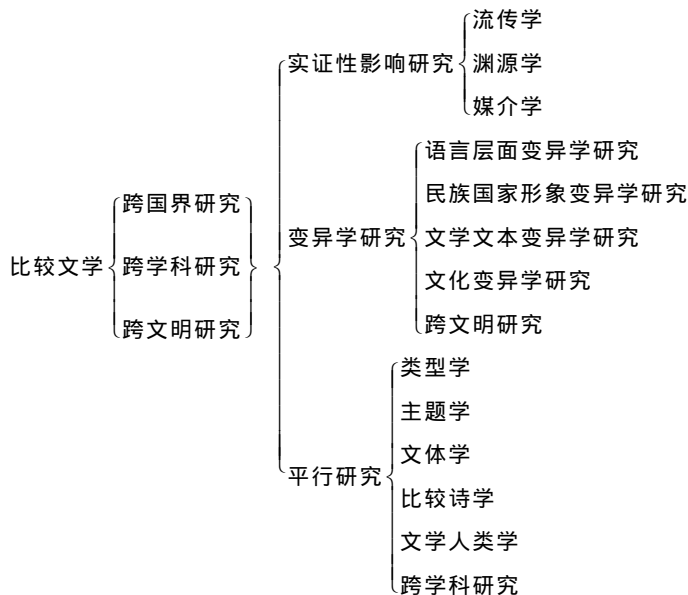 比较文学
跨国界研究
跨学科研究
跨文明研究
实证性影响研究
流传学
渊源学
媒介学
变异学研究
语言层面变异学研究
民族国家形象变异学研究
文学文本变异学研究
文化变异学研究
跨文明研究
平行研究
类型学
主题学
文体学
比较诗学
文学人类学
跨学科研究